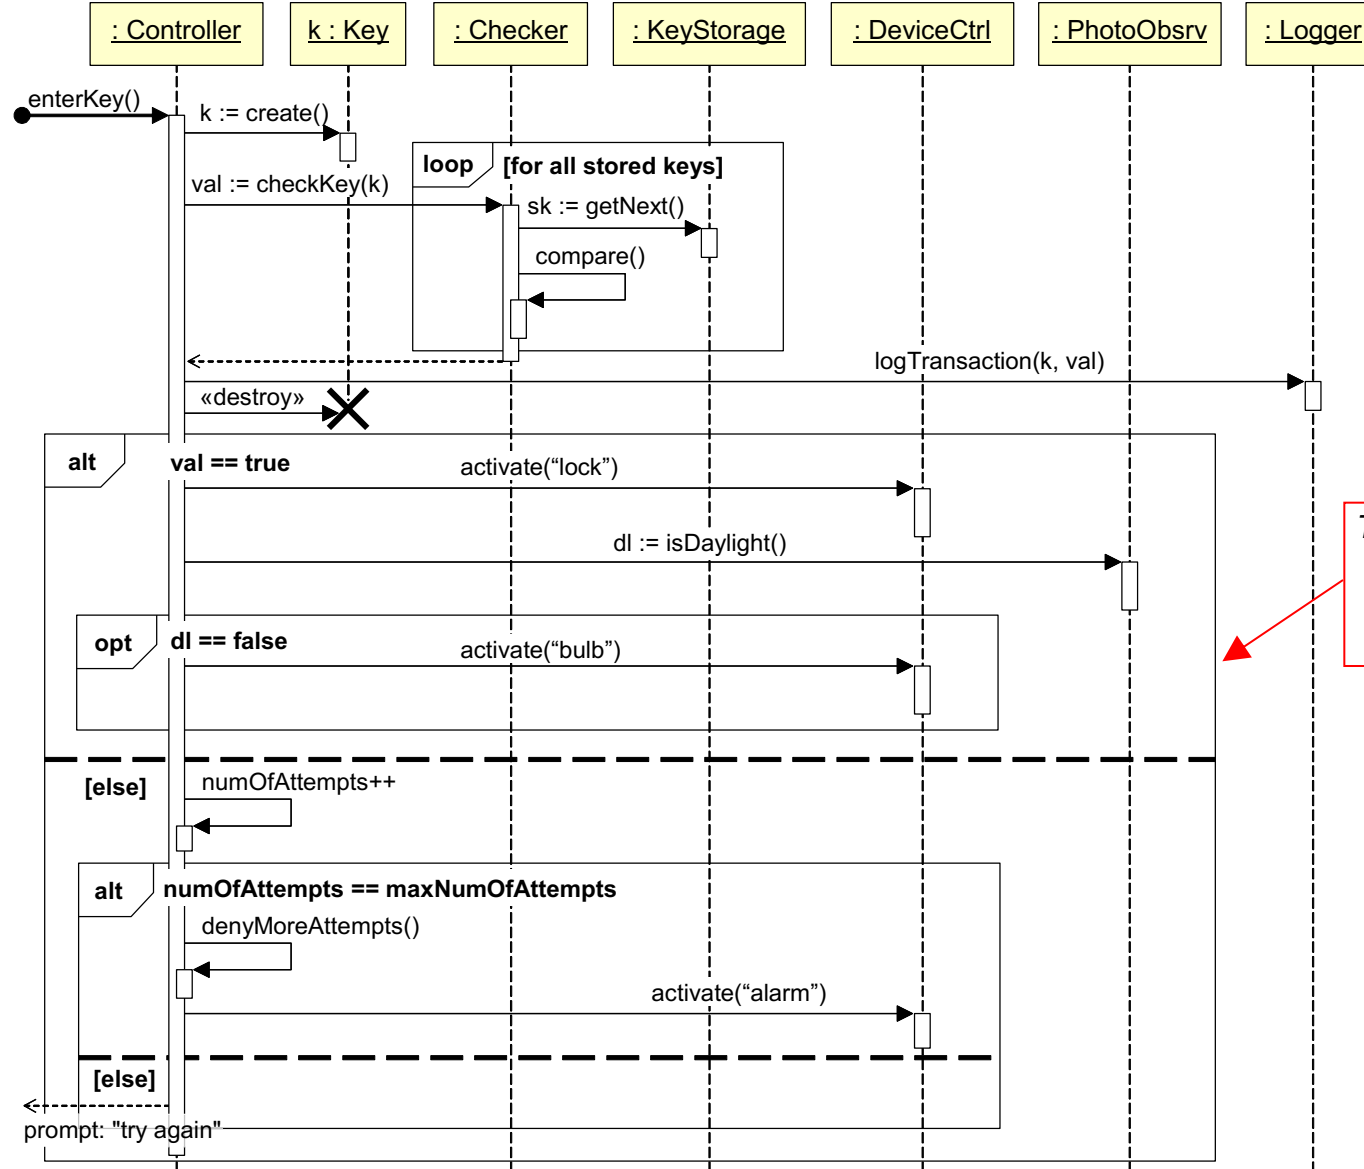 : Controller
k : Key
: Checker
: KeyStorage
: DeviceCtrl
: PhotoObsrv
: Logger
enterKey()
k := create()
loop
[for all stored keys]
val := checkKey(k)
sk := getNext()
compare()
logTransaction(k, val)
«destroy»
alt
val == true
activate(“lock”)
dl := isDaylight()
opt
dl == false
activate(“bulb”)
[else]
numOfAttempts++
alt
numOfAttempts == maxNumOfAttempts
denyMoreAttempts()
activate(“alarm”)
[else]
prompt: "try again"